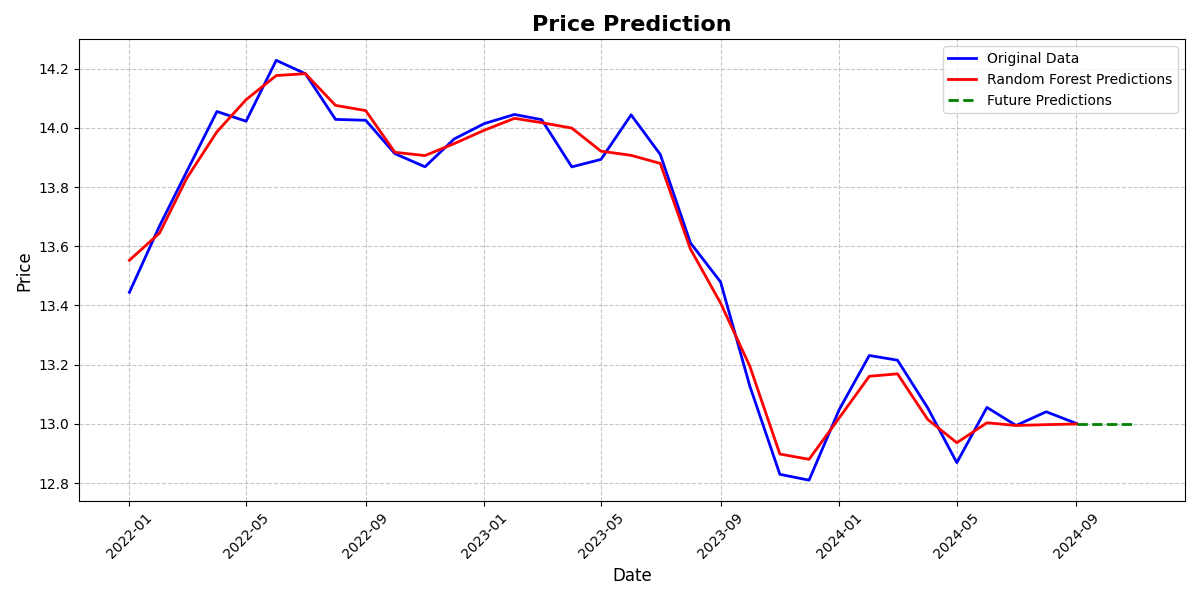 Price Prediction
Original Data
Random Forest Predictions
Future Predictions
Price
14.2
14.0
13.8
13.6
13.4
13.2
13.0
12.8
2022-01
2022-05
2022-09
2023-01
2023-05
2023-09
2024-01
2024-05
2024-09
Date